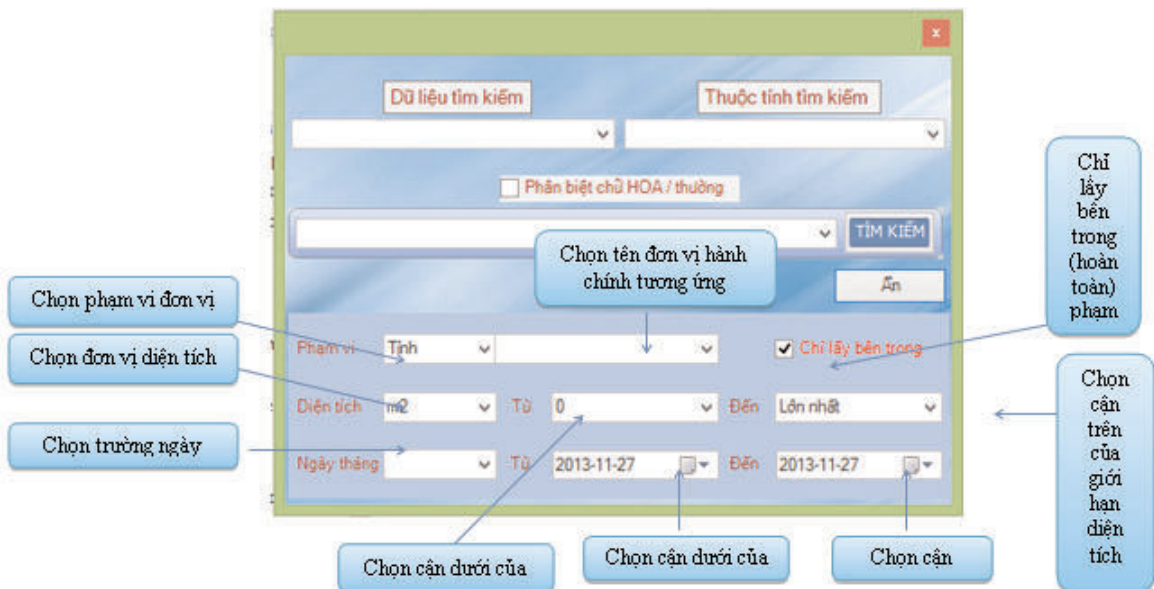 x
Dữ liệu tìm kiếm
Thuộc tính tìm kiếm
Phân biệt chữ HOA / thường
TÌM KIẾM
Chọn tên đơn vị hành
chính tương ứng
Ẩn
Chỉ
lấy
bên
trong
(hoàn
toàn)
phạm
Chọn phạm vi đơn vị
Chọn đơn vị diện tích
Chọn trường ngày
Phạm vi
Tỉnh
Chỉ lấy bên trong
Diện tích
m2
Từ
0
Đến
Lớn nhất
Ngày tháng
Từ
2013-11-27
Đến
2013-11-27
Chọn
cận
trên
của
giới
hạn
diện
tích
Chọn cận dưới của
Chọn cận dưới của
Chọn cận